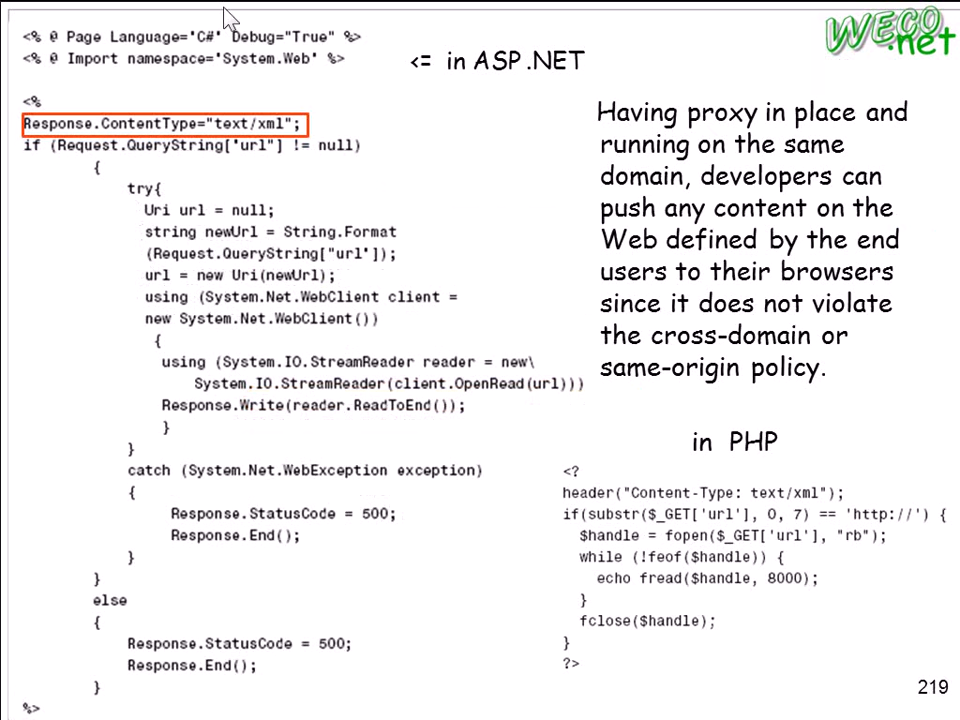 <% @ Page Language='C#' Debug="True" %>
<% @ Import namespace='System.Web' %>
<= in ASP .NET
WECO
.net
<%
Response.ContentType="text/xml";
if (Request.QueryString['url"] != null)
{
try{
Uri url = null;
string newUrl = String.Format
(Request.QueryString["url']);
url = new Uri(newUrl);
using (System.Net.WebClient client =
new System.Net.WebClient())
{
using (System.IO.StreamReader reader = new\
System.IO.StreamReader(client.OpenRead(url)))
Response.Write(reader.ReadToEnd());
}
}
catch (System.Net.WebException exception)
{
Response.StatusCode = 500;
Response.End();
}
}
else
{
Response.StatusCode = 500;
Response.End();
}
%>
Having proxy in place and
running on the same
domain, developers can
push any content on the
Web defined by the end
users to their browsers
since it does not violate
the cross-domain or
same-origin policy.
in PHP
<?
header("Content-Type: text/xml");
if(substr($_GET['url'], 0, 7) == 'http://') {
$handle = fopen($_GET['url'], "rb");
while (!feof($handle)) {
echo fread($handle, 8000);
}
fclose($handle);
}
?>
219